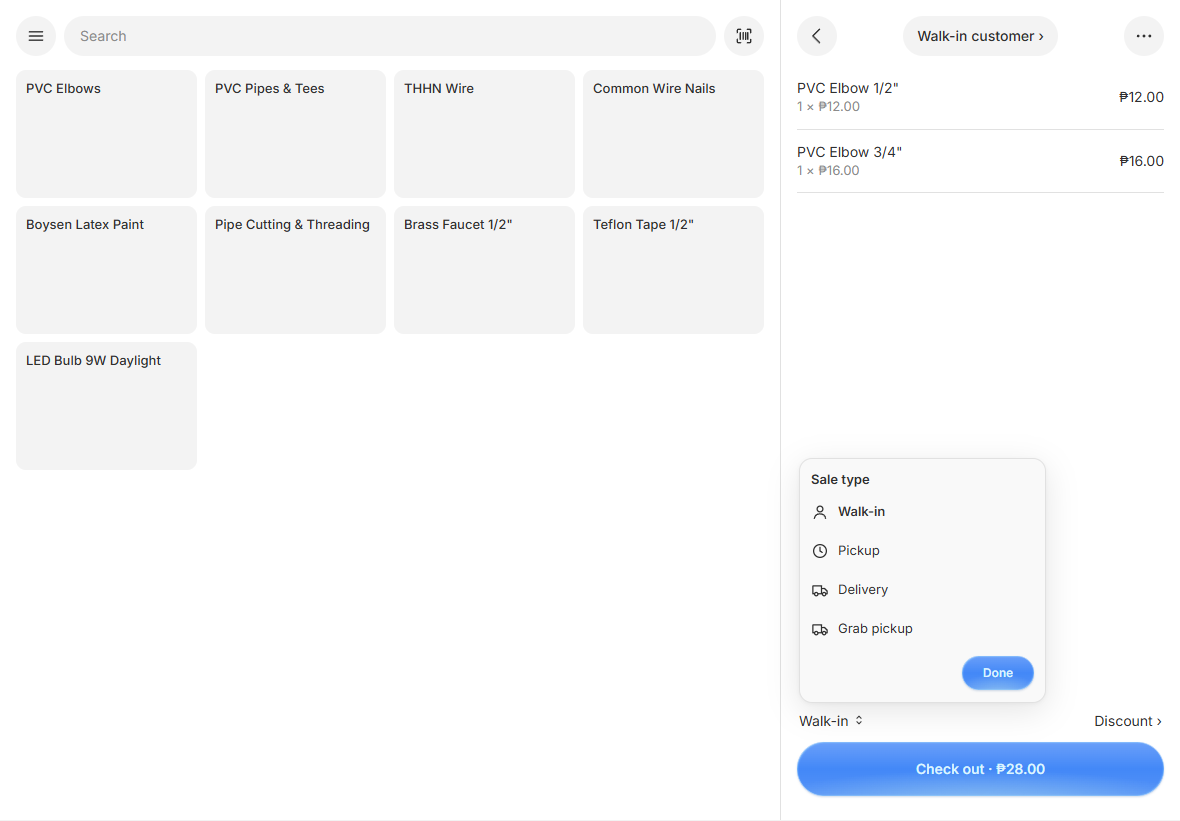 Search
PVC Elbows
PVC Pipes & Tees
THHN Wire
Common Wire Nails
Boysen Latex Paint
Pipe Cutting & Threading
Brass Faucet 1/2"
Teflon Tape 1/2"
LED Bulb 9W Daylight
Walk-in customer ›
PVC Elbow 1/2"
1 × ₱12.00
₱12.00
PVC Elbow 3/4"
1 × ₱16.00
₱16.00
Sale type
Walk-in
Pickup
Delivery
Grab pickup
Done
Walk-in
Discount ›
Check out · ₱28.00